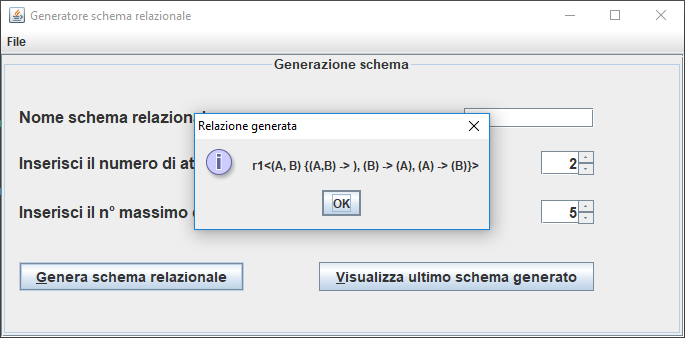 Generatore schema relazionale
File
Generazione schema
Nome schema relazional
Relazione generata
r1<(A, B) {(A,B) -> ), (B) -> (A), (A) -> (B)}>
OK
Inserisci il numero di at
2
Inserisci il n° massimo
5
Genera schema relazionale
Visualizza ultimo schema generato